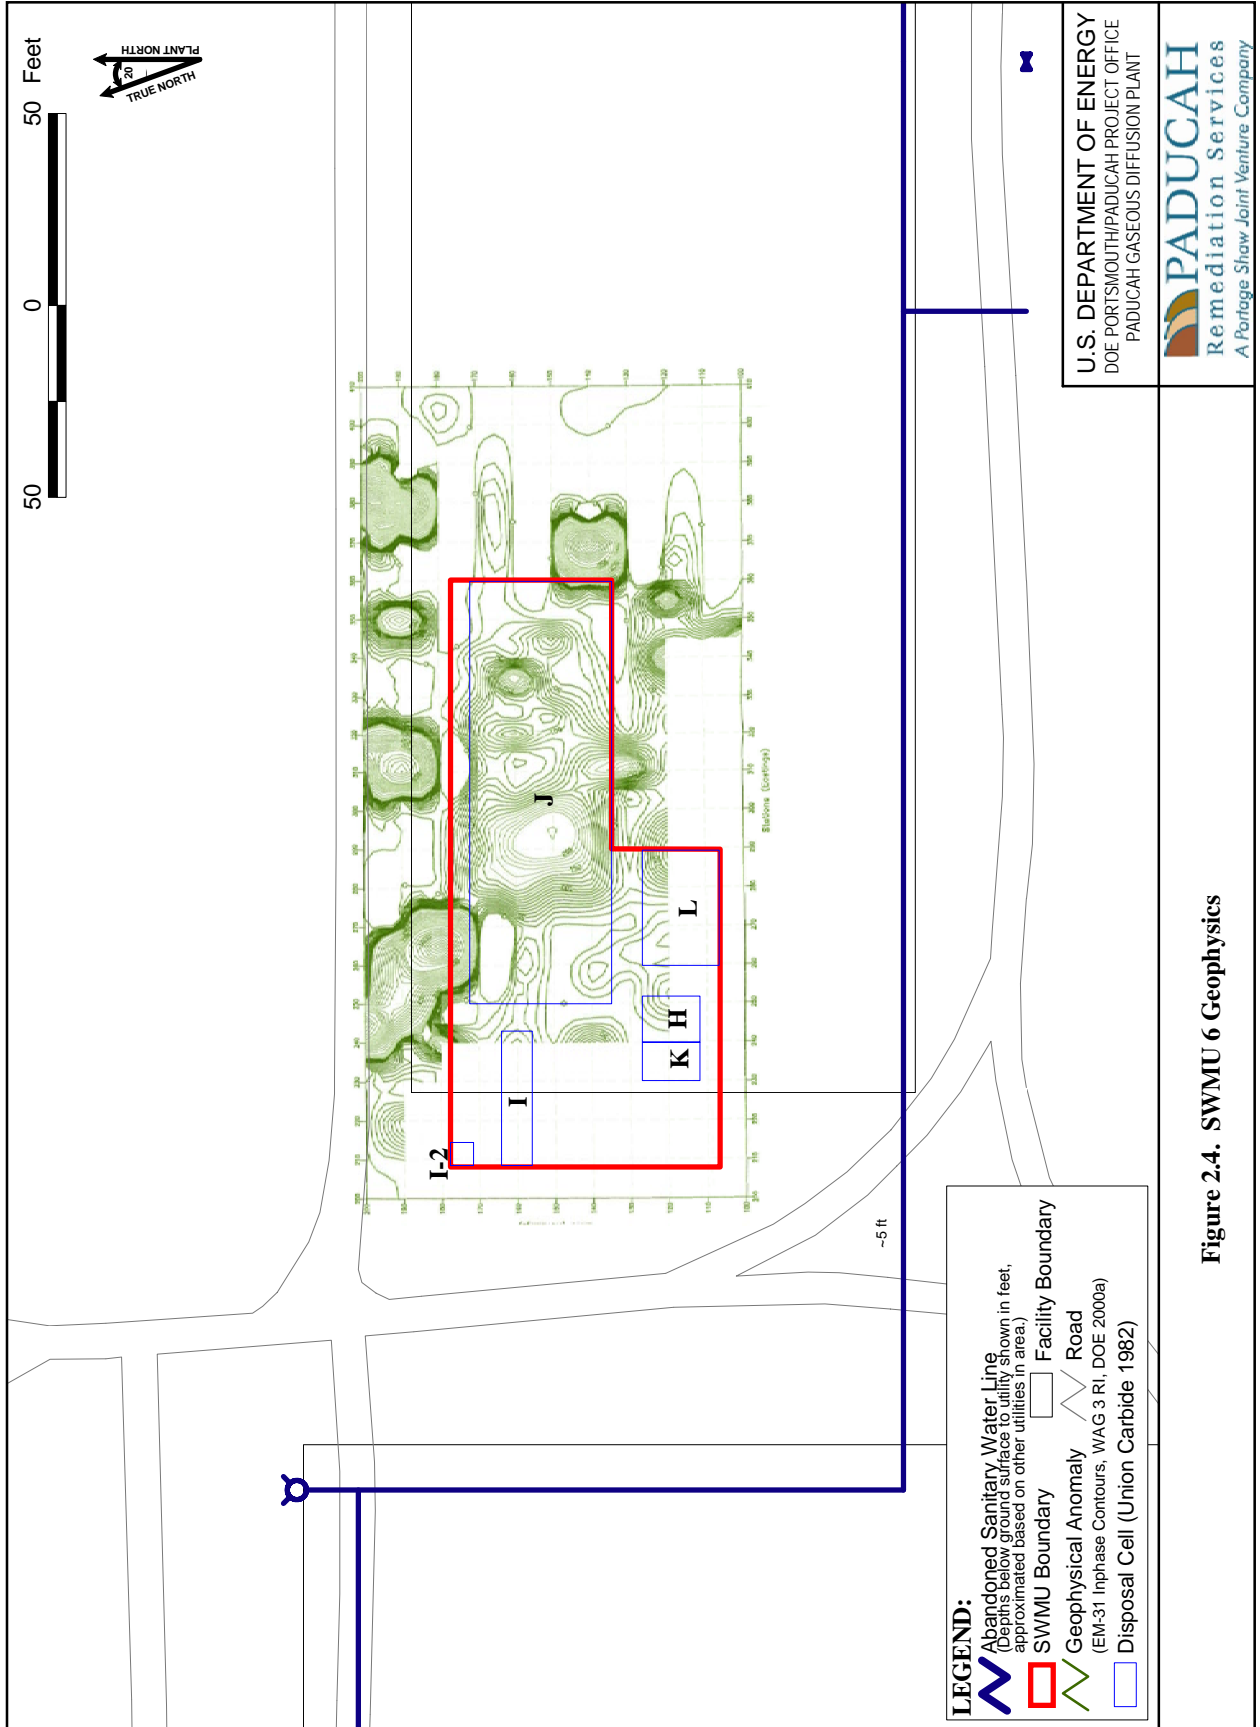 50 0 50 Feet
PLANT NORTH
20
TRUE NORTH
I-2
I
J
K
H
L
Stations (Eastings)
~5 ft
LEGEND:
Abandoned Sanitary Water Line
(Depths below ground surface to utility shown in feet,
approximated based on other utilities in area.)
SWMU Boundary
Facility Boundary
Geophysical Anomaly
Road
(EM-31 Inphase Contours, WAG 3 RI, DOE 2000a)
Disposal Cell (Union Carbide 1982)
U.S. DEPARTMENT OF ENERGY
DOE PORTSMOUTH/PADUCAH PROJECT OFFICE
PADUCAH GASEOUS DIFFUSION PLANT
PADUCAH
Remediation Services
A Portage Shaw Joint Venture Company
Figure 2.4. SWMU 6 Geophysics